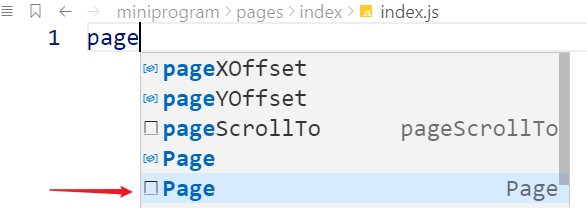 miniprogram > pages > index > JS index.js
1 page
pageXOffset
pageYOffset
pageScrollTo pageScrollTo
Page
Page Page